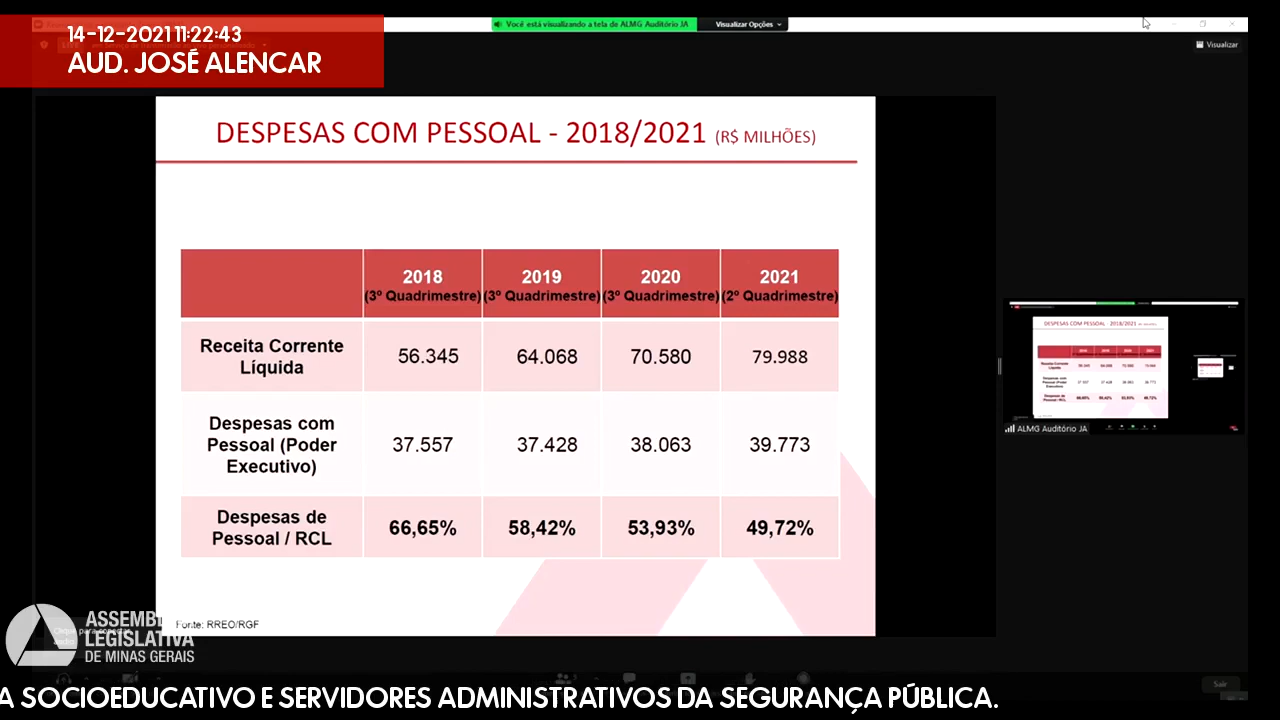 14-12-2021 11:22:43
AUD. JOSÉ ALENCAR
Você está visualizando a tela de ALMG Auditório JA
Visualizar Opções
Visualizar
DESPESAS COM PESSOAL - 2018/2021 (R$ MILHÕES)
2018 2019 2020 2021
(3º Quadrimestre) (3º Quadrimestre) (3º Quadrimestre) (2º Quadrimestre)
Receita Corrente
Líquida
56.345 64.068 70.580 79.988
Despesas com
Pessoal (Poder
Executivo)
37.557 37.428 38.063 39.773
Despesas de
Pessoal / RCL
66,65% 58,42% 53,93% 49,72%
ALMG Auditório JA
Fonte: RREO/RGF
ASSEMBL
LEGISLATIVA
DE MINAS GERAIS
Sair
A SOCIOEDUCATIVO E SERVIDORES ADMINISTRATIVOS DA SEGURANÇA PÚBLICA.